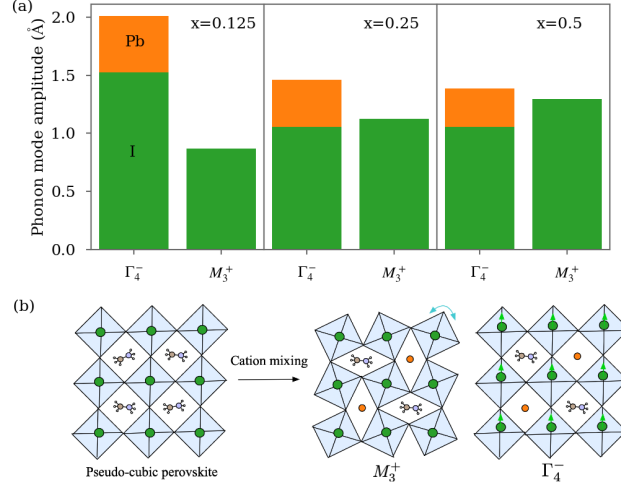 (a)
x=0.125
x=0.25
x=0.5
Phonon mode amplitude (Å)
2.0
1.5
1.0
0.5
0.0
Pb
I
Γ₄⁻
M₃⁺
Γ₄⁻
M₃⁺
Γ₄⁻
M₃⁺
(b)
Cation mixing
Pseudo-cubic perovskite
M₃⁺
Γ₄⁻